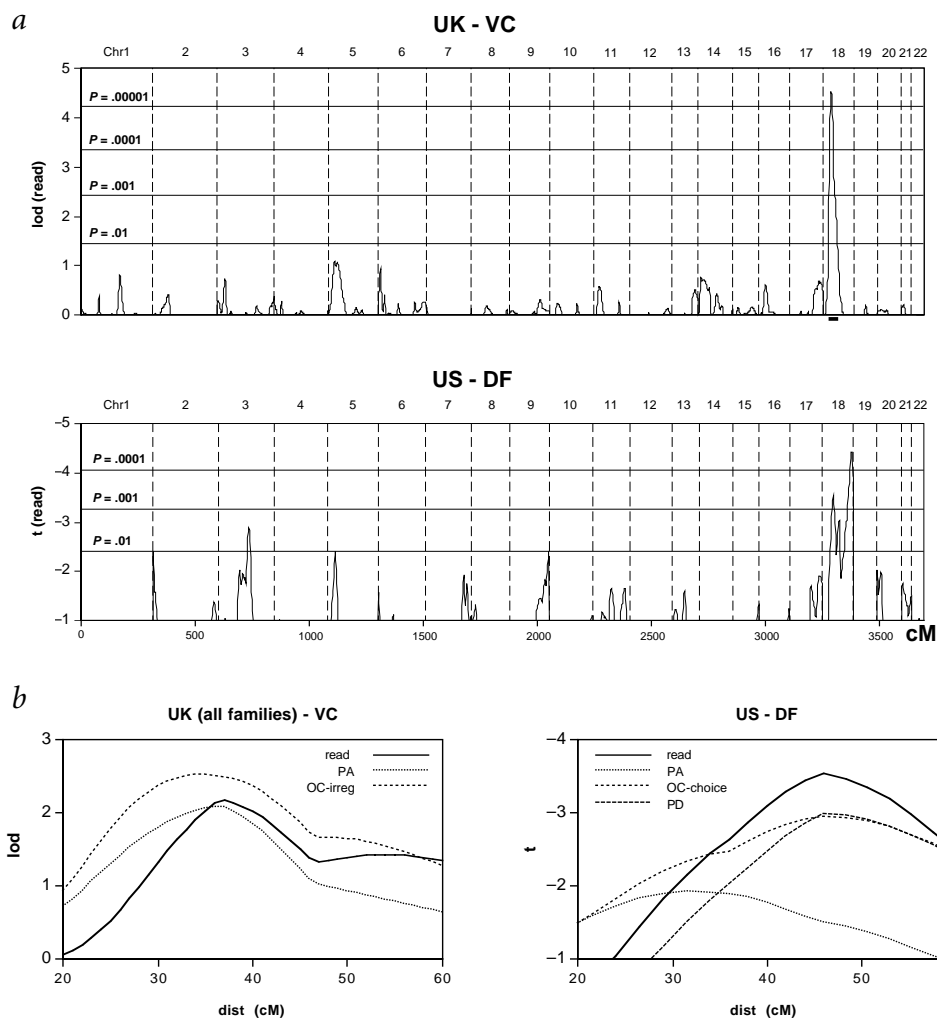 a
UK - VC
Chr1 2 3 4 5 6 7 8 9 10 11 12 13 14 15 16 17 18 19 20 21 22
5
4
3
2
1
0
lod (read)
P = .00001
P = .0001
P = .001
P = .01
US - DF
Chr1 2 3 4 5 6 7 8 9 10 11 12 13 14 15 16 17 18 19 20 21 22
−5
−4
−3
−2
−1
t (read)
P = .0001
P = .001
P = .01
0 500 1000 1500 2000 2500 3000 3500 cM
b
UK (all families) - VC
3
2
1
0
lod
read
PA
OC-irreg
20 30 40 50 60
dist (cM)
US - DF
−4
−3
−2
−1
t
read
PA
OC-choice
PD
20 30 40 50
dist (cM)